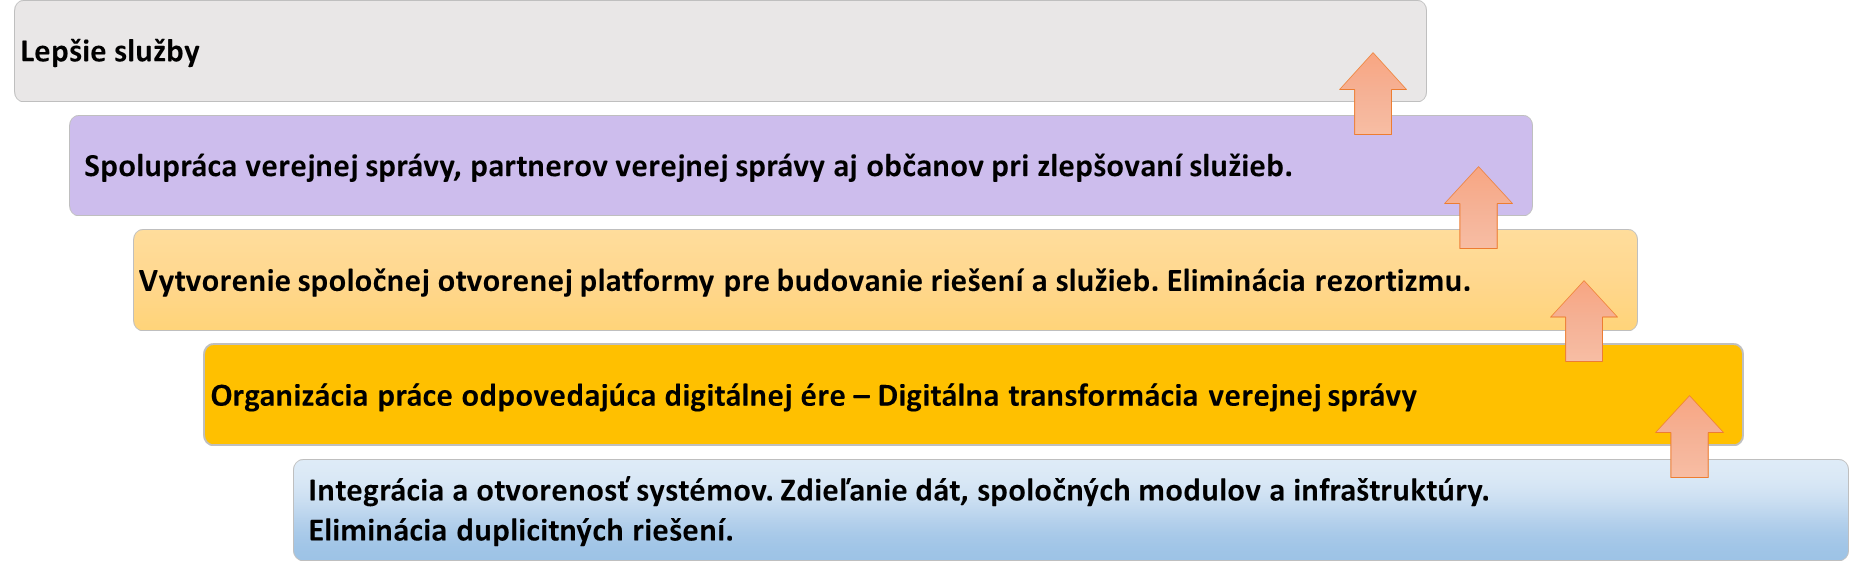 Lepšie služby
Spolupráca verejnej správy, partnerov verejnej správy aj občanov pri zlepšovaní služieb.
Vytvorenie spoločnej otvorenej platformy pre budovanie riešení a služieb. Eliminácia rezortizmu.
Organizácia práce odpovedajúca digitálnej ére – Digitálna transformácia verejnej správy
Integrácia a otvorenosť systémov. Zdieľanie dát, spoločných modulov a infraštruktúry.
Eliminácia duplicitných riešení.